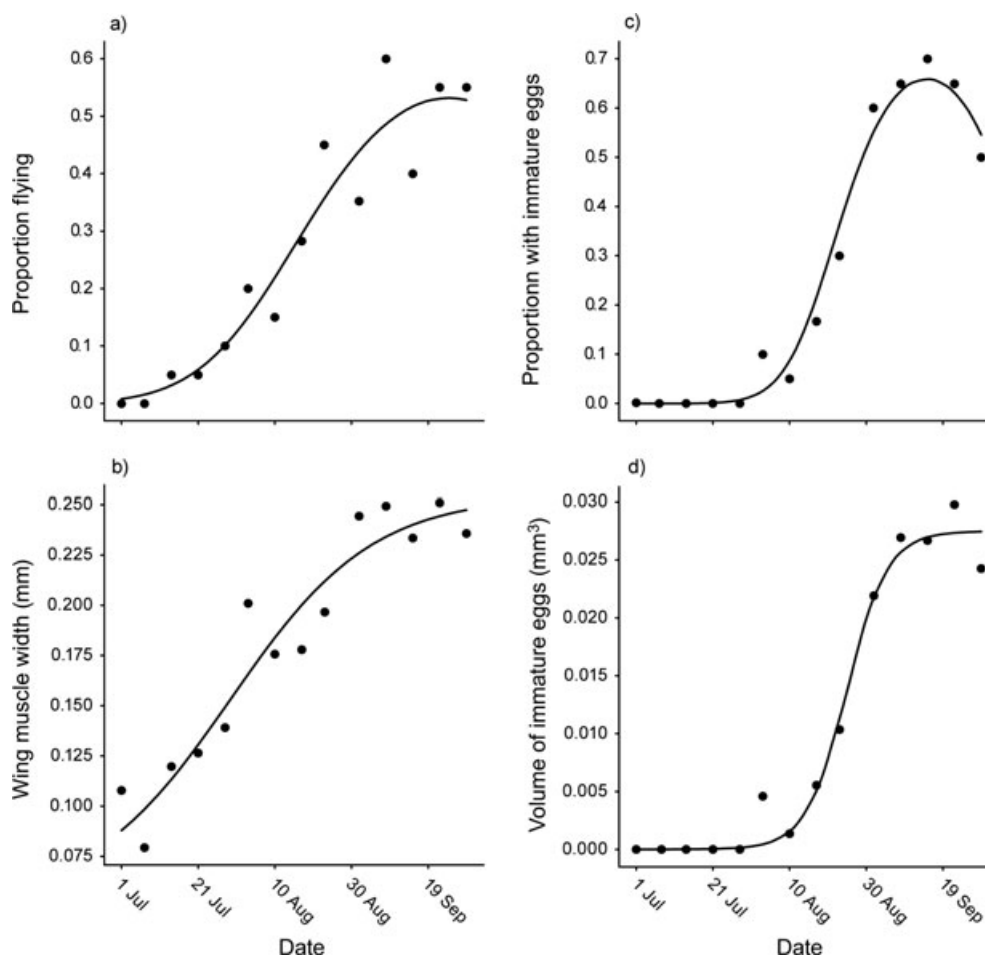 a)
Proportion flying
0.6
0.5
0.4
0.3
0.2
0.1
0.0
c)
Proportionn with immature eggs
0.7
0.6
0.5
0.4
0.3
0.2
0.1
0.0
b)
Wing muscle width (mm)
0.250
0.225
0.200
0.175
0.150
0.125
0.100
0.075
1 Jul
21 Jul
10 Aug
30 Aug
19 Sep
Date
d)
Volume of immature eggs (mm³)
0.030
0.025
0.020
0.015
0.010
0.005
0.000
1 Jul
21 Jul
10 Aug
30 Aug
19 Sep
Date